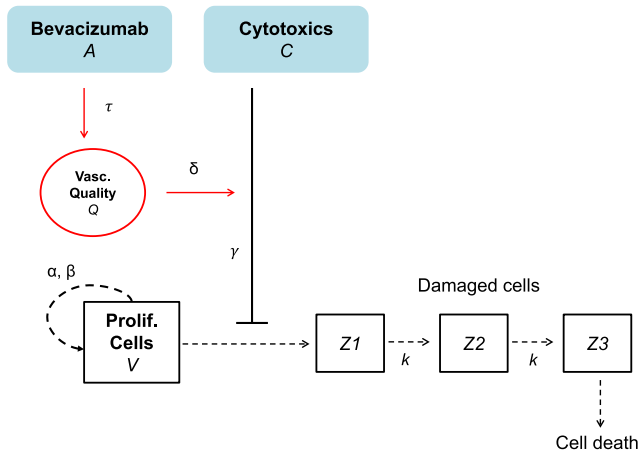 Bevacizumab
A
Cytotoxics
C
τ
Vasc.
Quality
Q
δ
γ
α, β
Prolif.
Cells
V
Damaged cells
Z1
k
Z2
k
Z3
Cell death